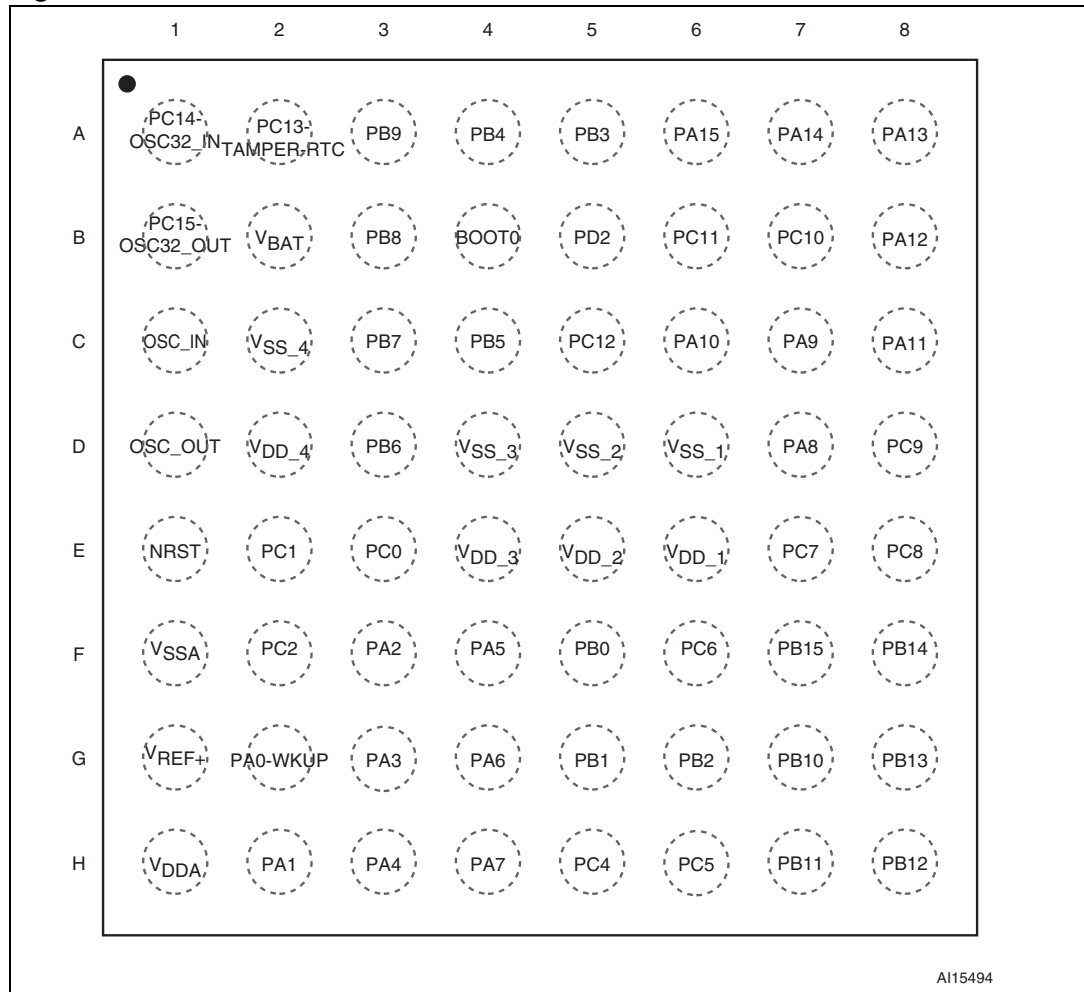 1 2 3 4 5 6 7 8
A PC14-OSC32_IN PC13-TAMPER-RTC PB9 PB4 PB3 PA15 PA14 PA13
B PC15-OSC32_OUT VBAT PB8 BOOT0 PD2 PC11 PC10 PA12
C OSC_IN VSS_4 PB7 PB5 PC12 PA10 PA9 PA11
D OSC_OUT VDD_4 PB6 VSS_3 VSS_2 VSS_1 PA8 PC9
E NRST PC1 PC0 VDD_3 VDD_2 VDD_1 PC7 PC8
F VSSA PC2 PA2 PA5 PB0 PC6 PB15 PB14
G VREF+ PA0-WKUP PA3 PA6 PB1 PB2 PB10 PB13
H VDDA PA1 PA4 PA7 PC4 PC5 PB11 PB12
AI15494